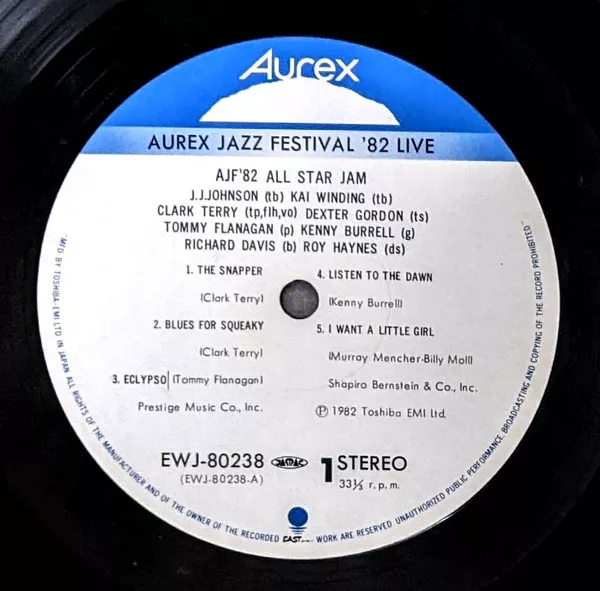 Aurex
AUREX JAZZ FESTIVAL '82 LIVE
AJF'82 ALL STAR JAM
J.J.JOHNSON (tb) KAI WINDING (tb)
CLARK TERRY (tp,flh,vo) DEXTER GORDON (ts)
TOMMY FLANAGAN (p) KENNY BURRELL (g)
RICHARD DAVIS (b) ROY HAYNES (ds)
1. THE SNAPPER
(Clark Terry)
2. BLUES FOR SQUEAKY
(Clark Terry)
3. ECLYPSO (Tommy Flanagan)
Prestige Music Co., Inc.
4. LISTEN TO THE DAWN
(Kenny Burrell)
5. I WANT A LITTLE GIRL
(Murray Mencher-Billy Moll)
Shapiro Bernstein & Co., Inc.
℗ 1982 Toshiba EMI Ltd.
EWJ-80238 JASRAC 1 STEREO
(EWJ-80238-A) 33⅓ r.p.m.
EAST
"MFD BY TOSHIBA-EMI LTD IN JAPAN ALL RIGHTS OF THE MANUFACTURER AND OF THE OWNER OF THE RECORDED WORK ARE RESERVED UNAUTHORIZED PUBLIC PERFORMANCE, BROADCASTING AND COPYING OF THE RECORD PROHIBITED"